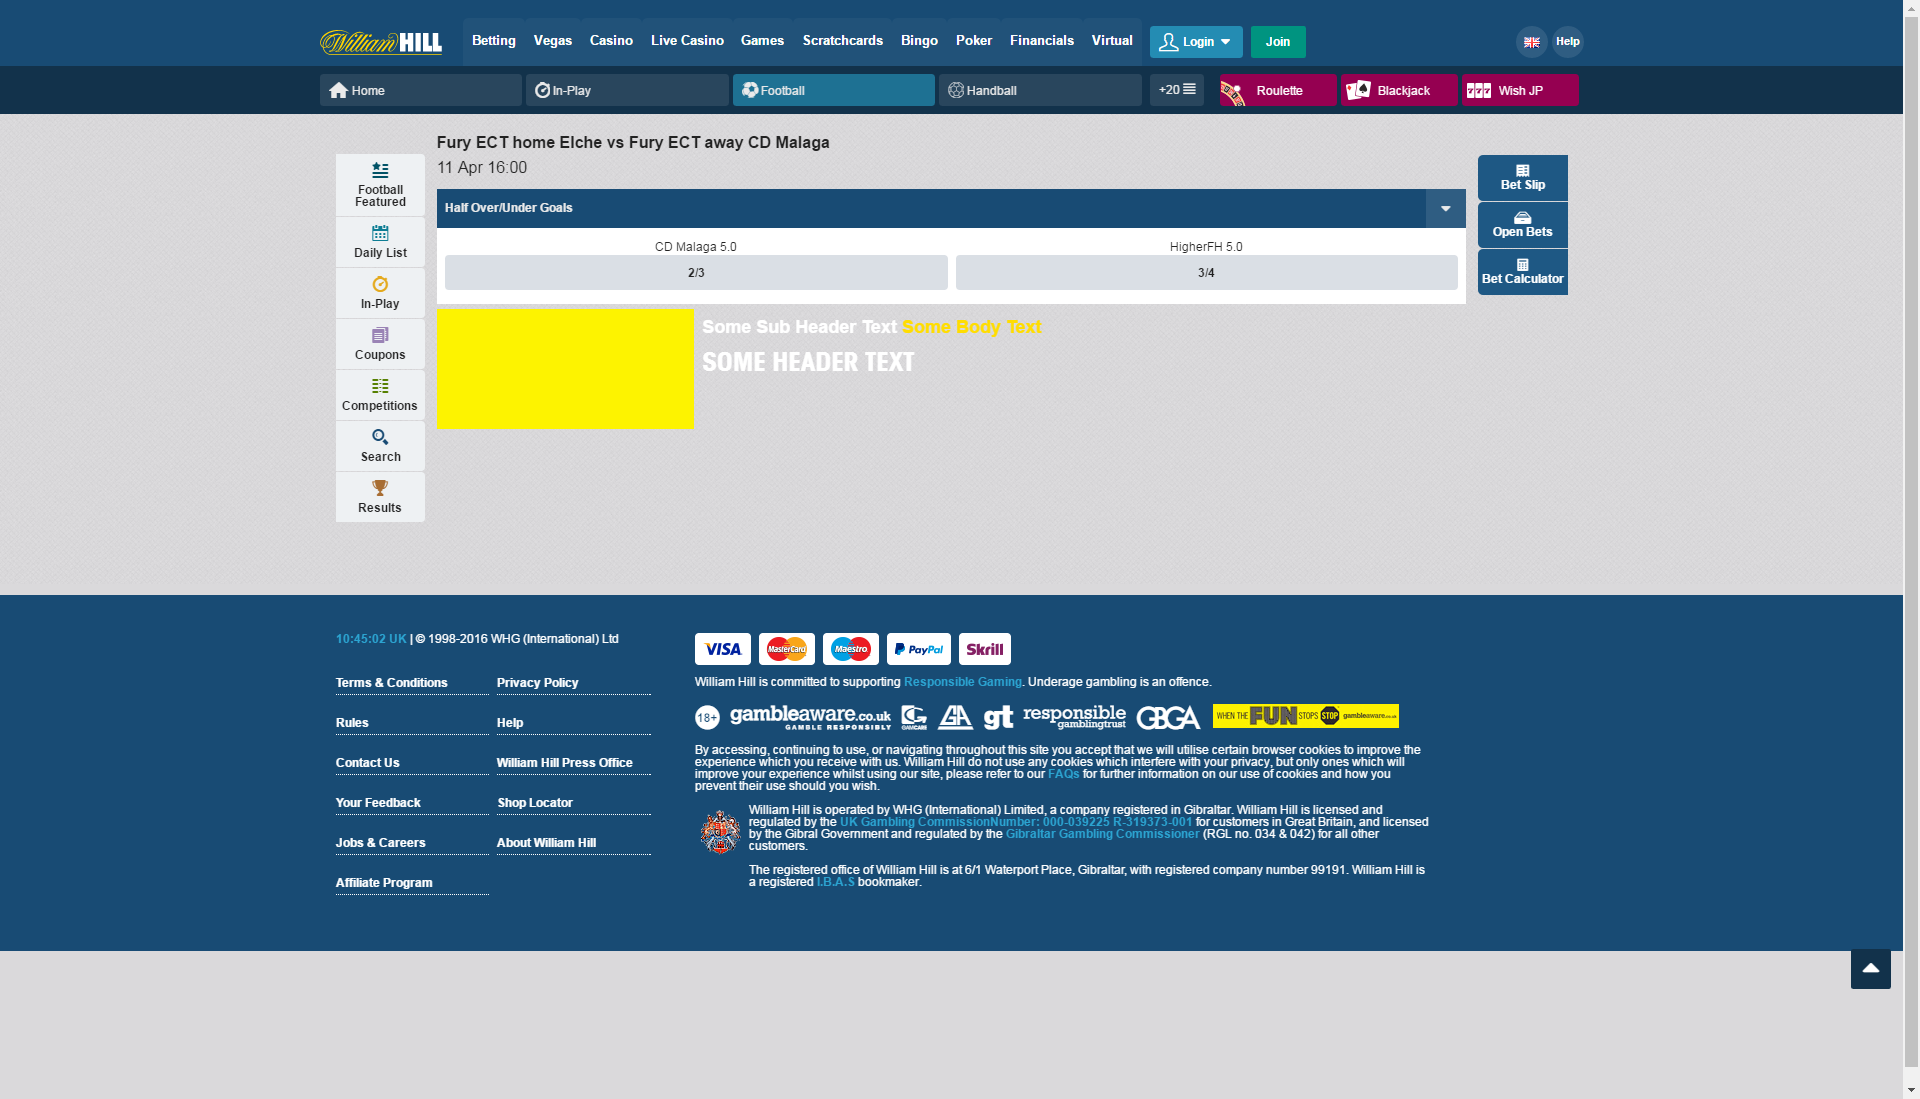 William HILL
Betting Vegas Casino Live Casino Games Scratchcards Bingo Poker Financials Virtual
Login
Join
Help
Home
In-Play
Football
Handball
+20
Roulette
Blackjack
777
Wish JP
Fury ECT home Elche vs Fury ECT away CD Malaga
11 Apr 16:00
Football
Featured
Daily List
In-Play
Coupons
Competitions
Search
Results
Half Over/Under Goals
CD Malaga 5.0
HigherFH 5.0
2/3
3/4
Some Sub Header Text Some Body Text
SOME HEADER TEXT
Bet Slip
Open Bets
Bet Calculator
10:45:02 UK | © 1998-2016 WHG (International) Ltd
Terms & Conditions
Privacy Policy
Rules
Help
Contact Us
William Hill Press Office
Your Feedback
Shop Locator
Jobs & Careers
About William Hill
Affiliate Program
VISA MasterCard Maestro PayPal Skrill
William Hill is committed to supporting Responsible Gaming. Underage gambling is an offence.
18+
gambleaware.co.uk
GAMBLE RESPONSIBLY
GAMCARE
GA
gt
responsible
gamblingtrust
GBGA
WHEN THE FUN STOPS STOP gambleaware.co.uk
By accessing, continuing to use, or navigating throughout this site you accept that we will utilise certain browser cookies to improve the
experience which you receive with us. William Hill do not use any cookies which interfere with your privacy, but only ones which will
improve your experience whilst using our site, please refer to our FAQs for further information on our use of cookies and how you
prevent their use should you wish.
William Hill is operated by WHG (International) Limited, a company registered in Gibraltar. William Hill is licensed and
regulated by the UK Gambling CommissionNumber: 000-039225 R-319373-001 for customers in Great Britain, and licensed
by the Gibral Government and regulated by the Gibraltar Gambling Commissioner (RGL no. 034 & 042) for all other
customers.
The registered office of William Hill is at 6/1 Waterport Place, Gibraltar, with registered company number 99191. William Hill is
a registered I.B.A.S bookmaker.